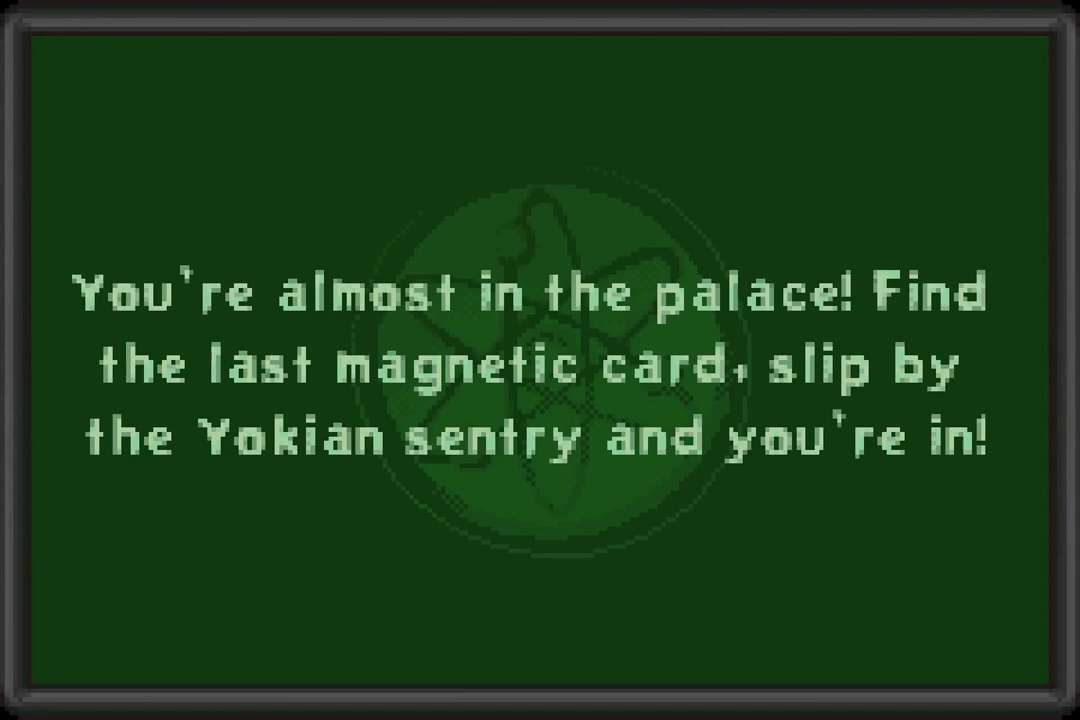 You're almost in the palace! Find
the last magnetic card, slip by
the Yokian sentry and you're in!